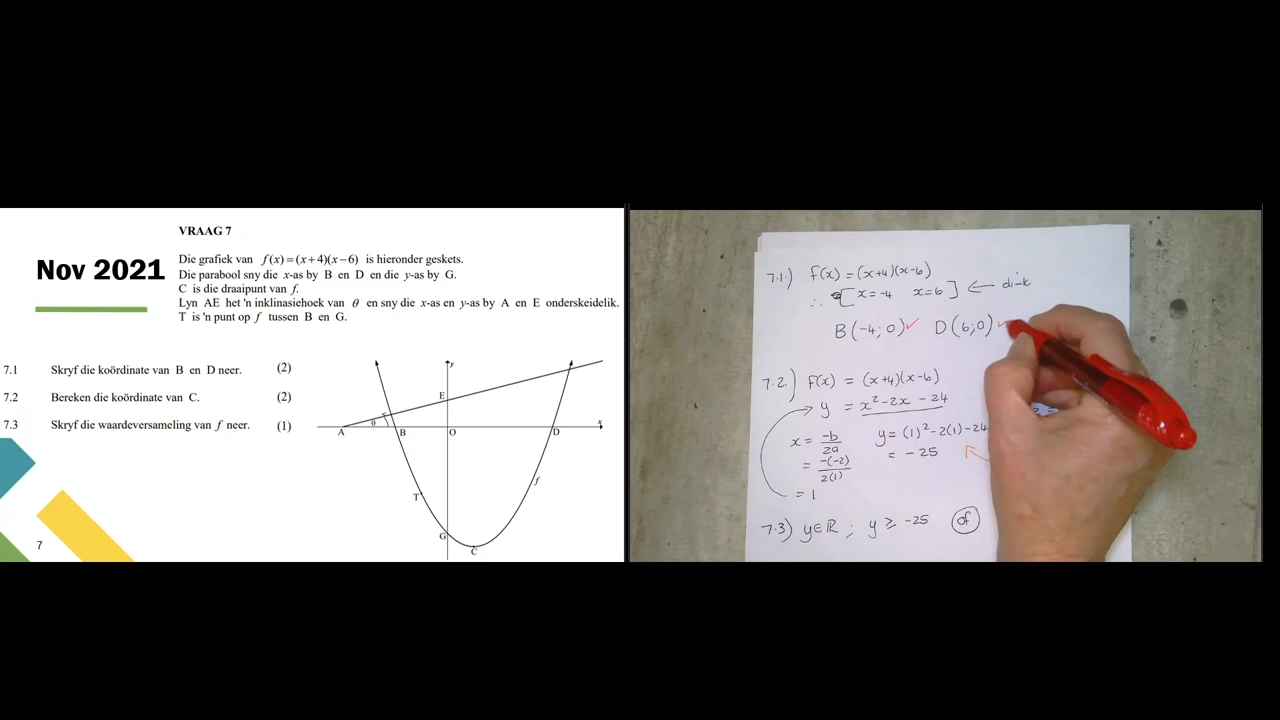 Nov 2021
VRAAG 7
Die grafiek van f(x)=(x+4)(x−6) is hieronder geskets.
Die parabool sny die x-as by B en D en die y-as by G.
C is die draaipunt van f.
Lyn AE het 'n inklinasiehoek van θ en sny die x-as en y-as by A en E onderskeidelik.
T is 'n punt op f tussen B en G.
7.1 Skryf die koördinate van B en D neer. (2)
7.2 Bereken die koördinate van C. (2)
7.3 Skryf die waardeversameling van f neer. (1)
y
E
x
A θ B O D
f
T
G
C
7
7.1) f(x) = (x+4)(x-6)
∴ [x=-4 x=6] ←
B(-4;0)✓ D(6;0)✓
7.2) f(x) = (x+4)(x-6)
y = x²-2x-24
x = -b/2a y = (1)²-2(1)-24
= -(-2)/2(1) = -25
= 1
7.3) y∈ℝ ; y ≥ -25 of